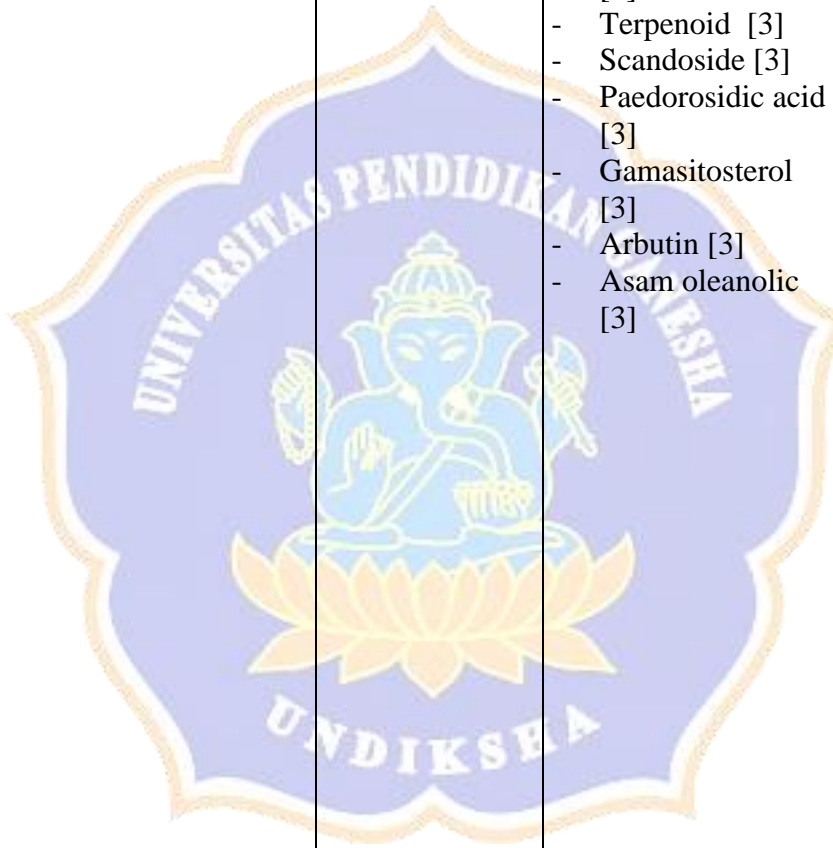 - Terpenoid [3]
- Scandoside [3]
- Paedorosidic acid
[3]
- Gamasitosterol
[3]
- Arbutin [3]
- Asam oleanolic
[3]
UNIVERSITAS PENDIDIKAN GANESHA
UNDIKSHA